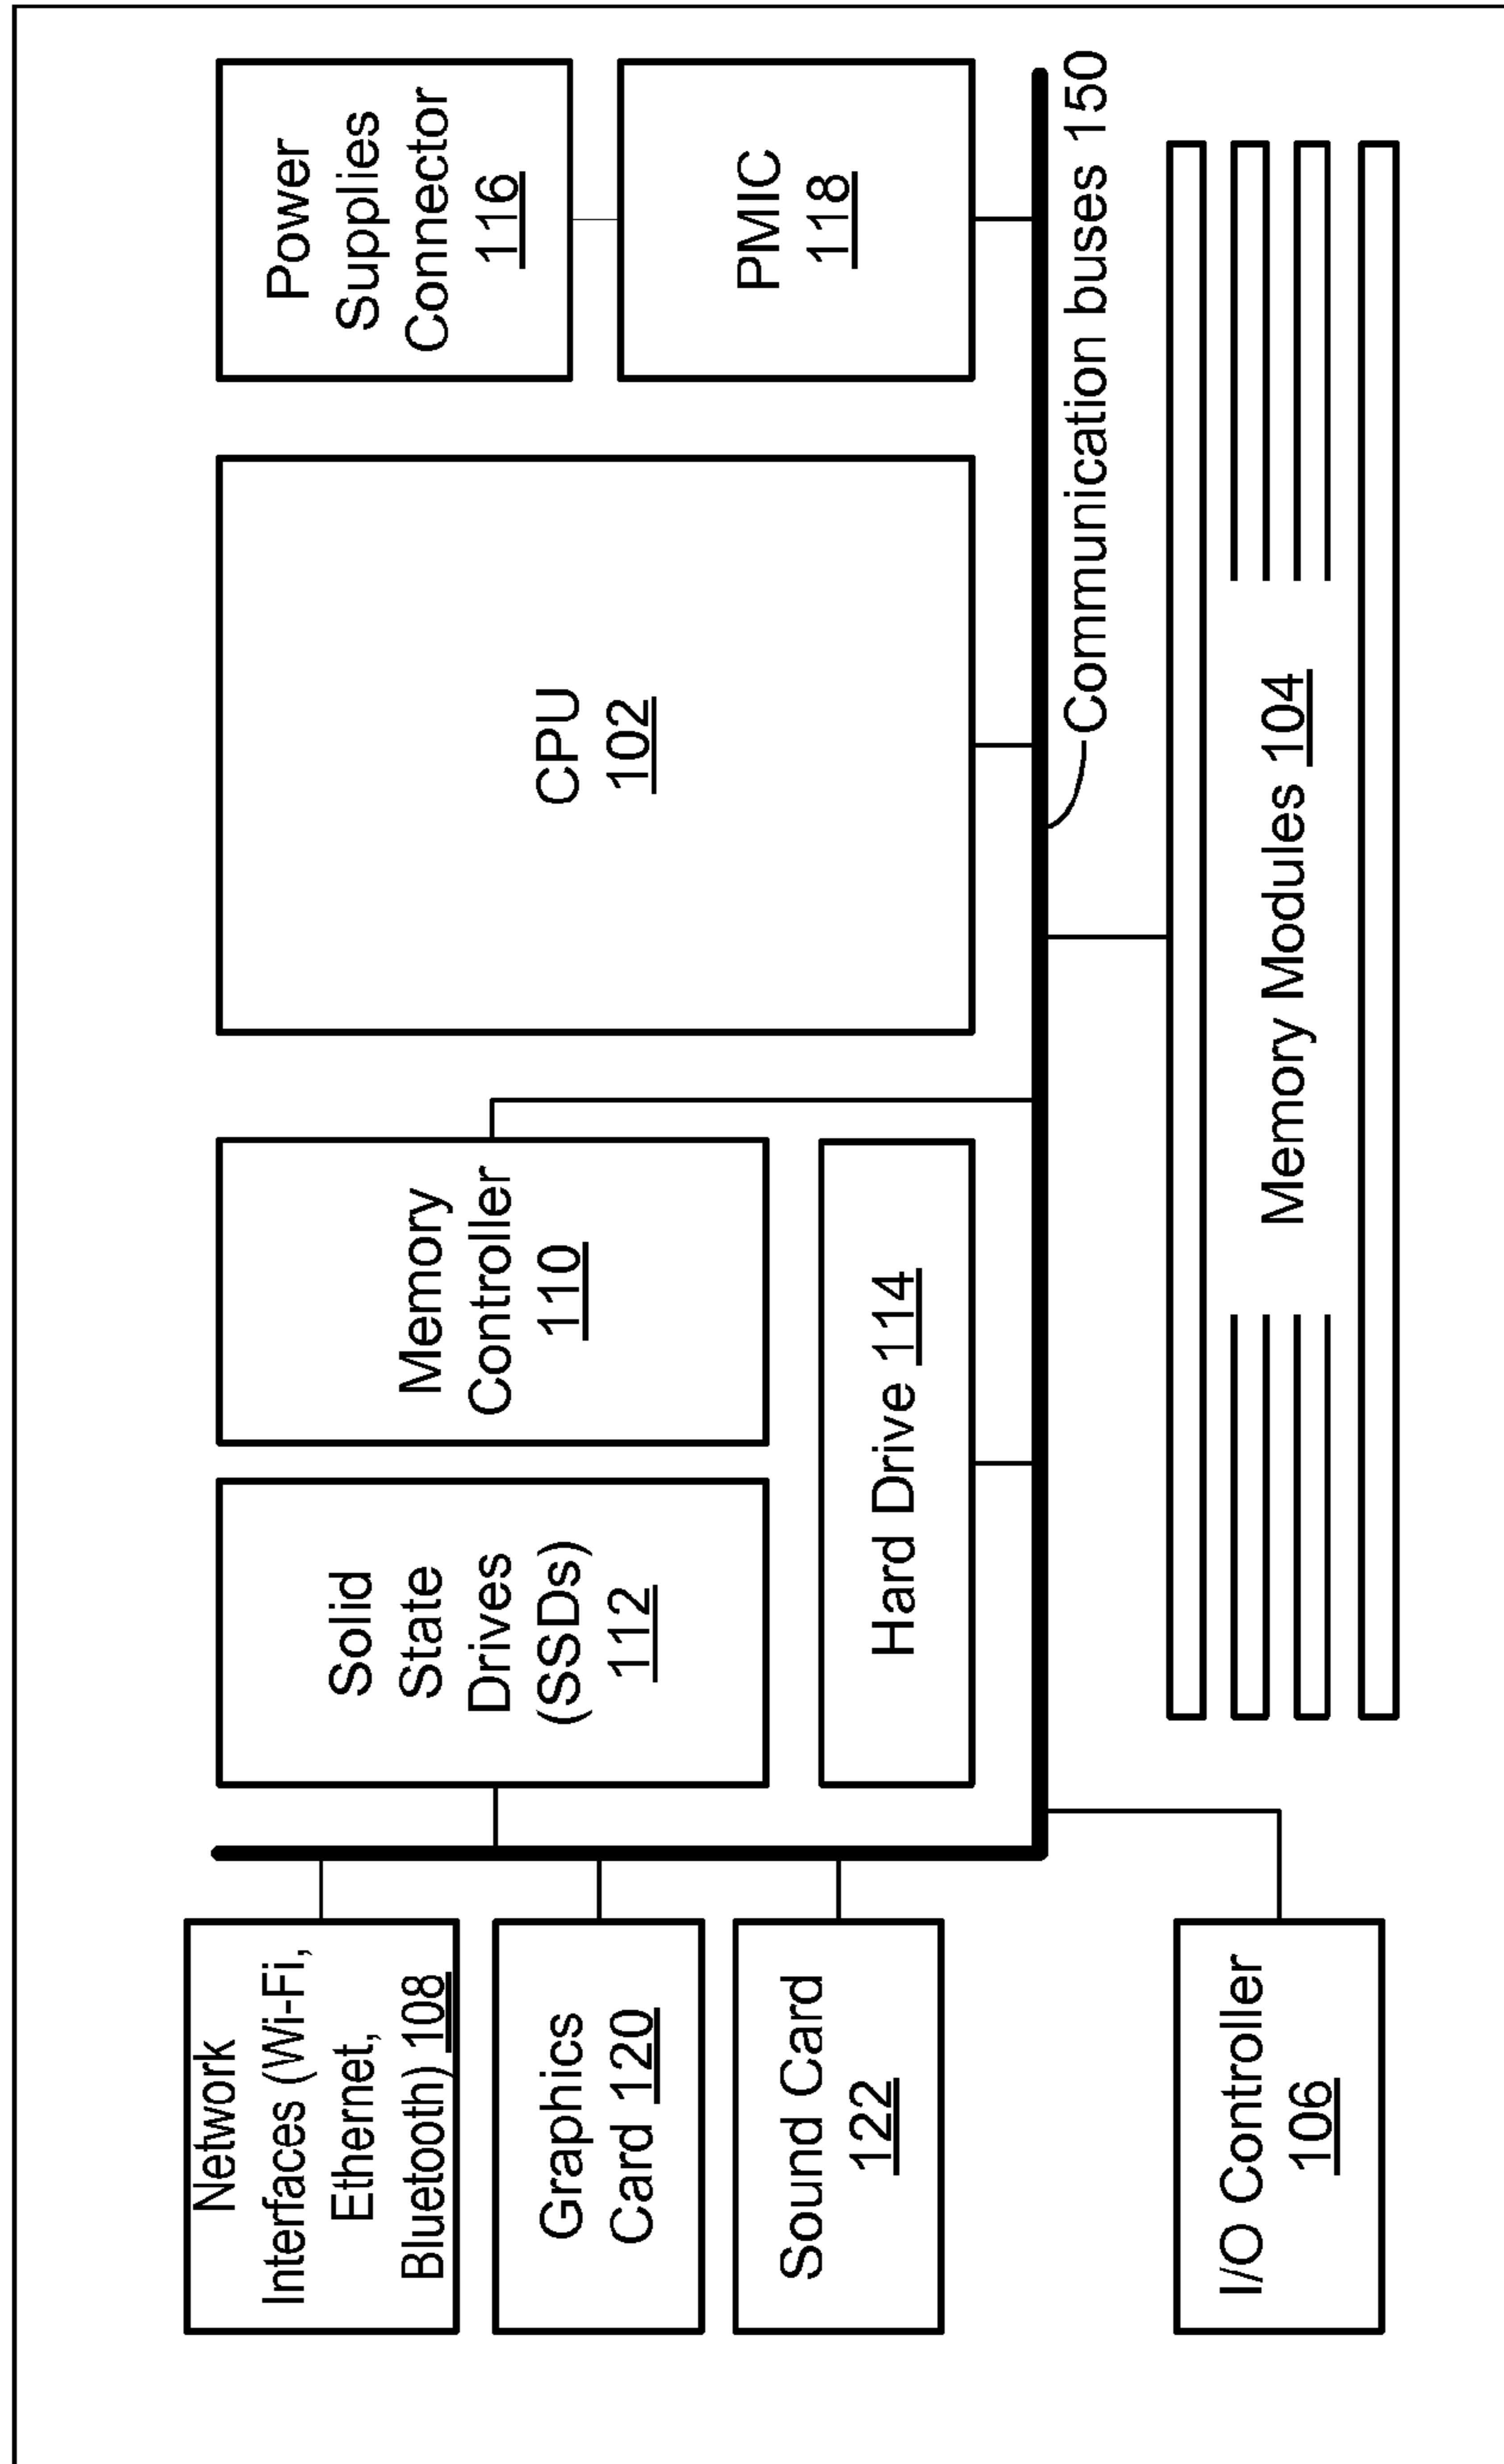 Network
Interfaces (Wi-Fi,
Ethernet,
Bluetooth) 108
Graphics
Card 120
Sound Card
122
I/O Controller
106
Solid
State
Drives
(SSDs)
112
Memory
Controller
110
Hard Drive 114
CPU
102
Power
Supplies
Connector
116
PMIC
118
Communication buses 150
Memory Modules 104